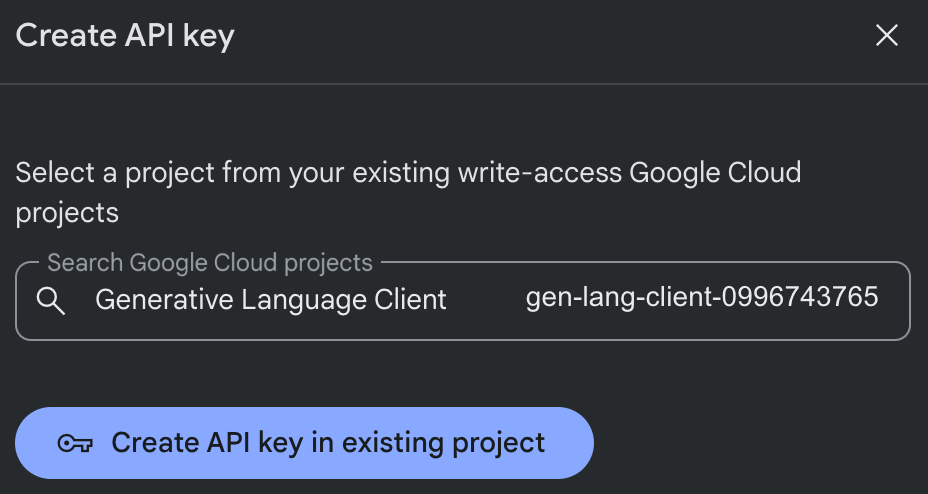 Create API key
Select a project from your existing write-access Google Cloud
projects
Search Google Cloud projects
Generative Language Client gen-lang-client-0996743765
Create API key in existing project